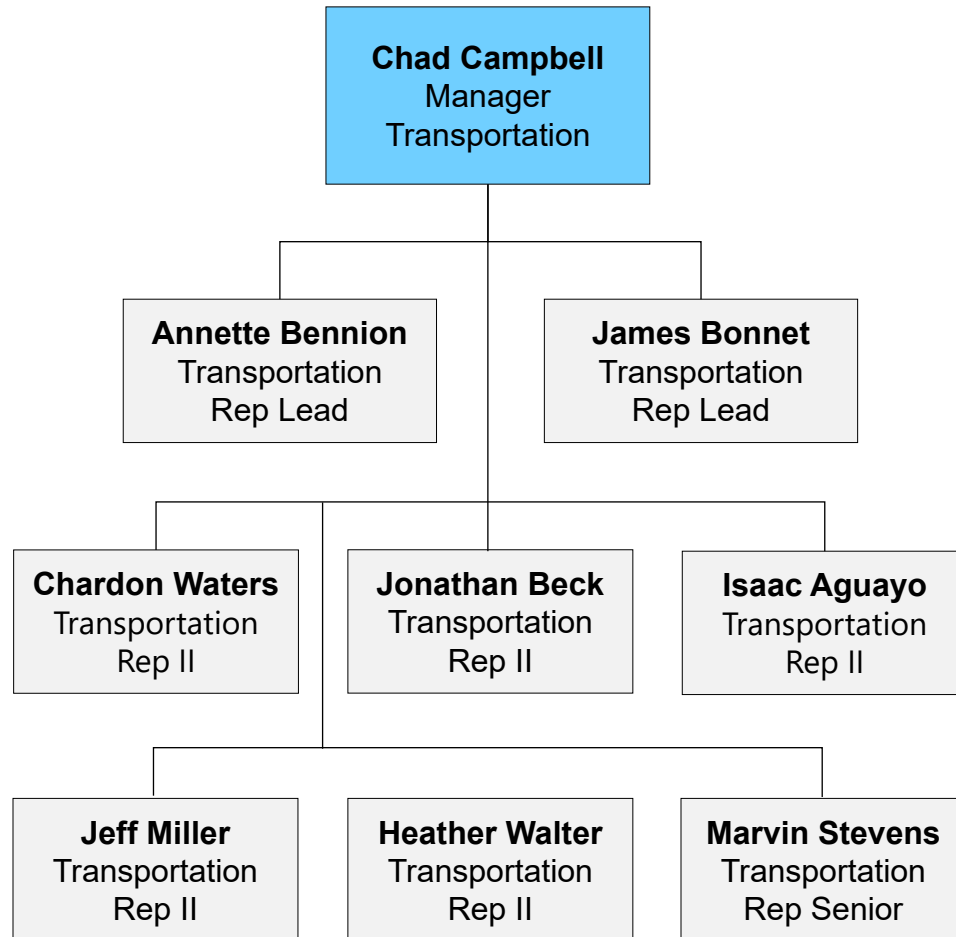 Chad Campbell
Manager
Transportation
Annette Bennion
Transportation
Rep Lead
James Bonnet
Transportation
Rep Lead
Chardon Waters
Transportation
Rep II
Jonathan Beck
Transportation
Rep II
Isaac Aguayo
Transportation
Rep II
Jeff Miller
Transportation
Rep II
Heather Walter
Transportation
Rep II
Marvin Stevens
Transportation
Rep Senior